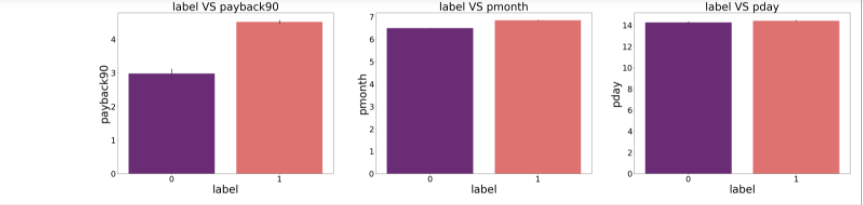 label VS payback90
payback90
4
3
2
1
0
0 1
label
label VS pmonth
pmonth
7
6
5
4
3
2
1
0
0 1
label
label VS pday
pday
14
12
10
8
6
4
2
0
0 1
label